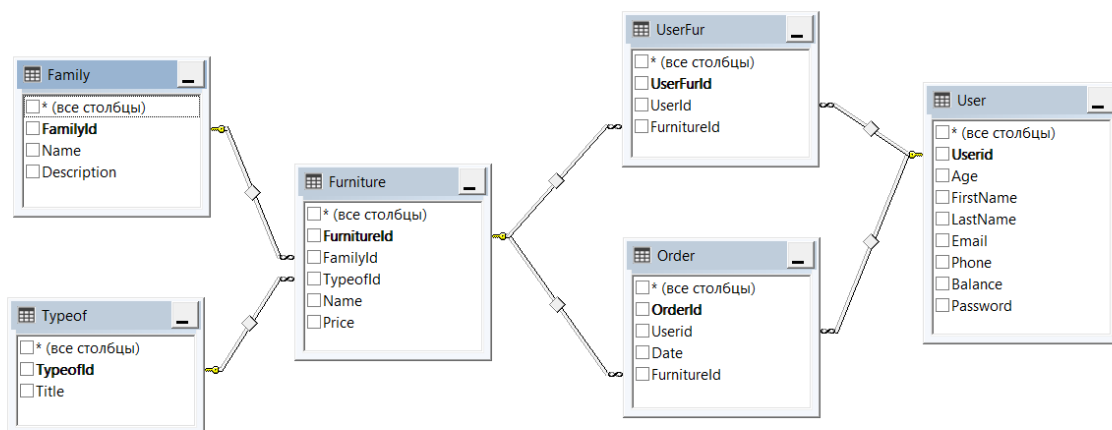 Family
* (все столбцы)
FamilyId
Name
Description
Typeof
* (все столбцы)
TypeofId
Title
Furniture
* (все столбцы)
FurnitureId
FamilyId
TypeofId
Name
Price
UserFur
* (все столбцы)
UserFurId
UserId
FurnitureId
Order
* (все столбцы)
OrderId
Userid
Date
FurnitureId
User
* (все столбцы)
Userid
Age
FirstName
LastName
Email
Phone
Balance
Password